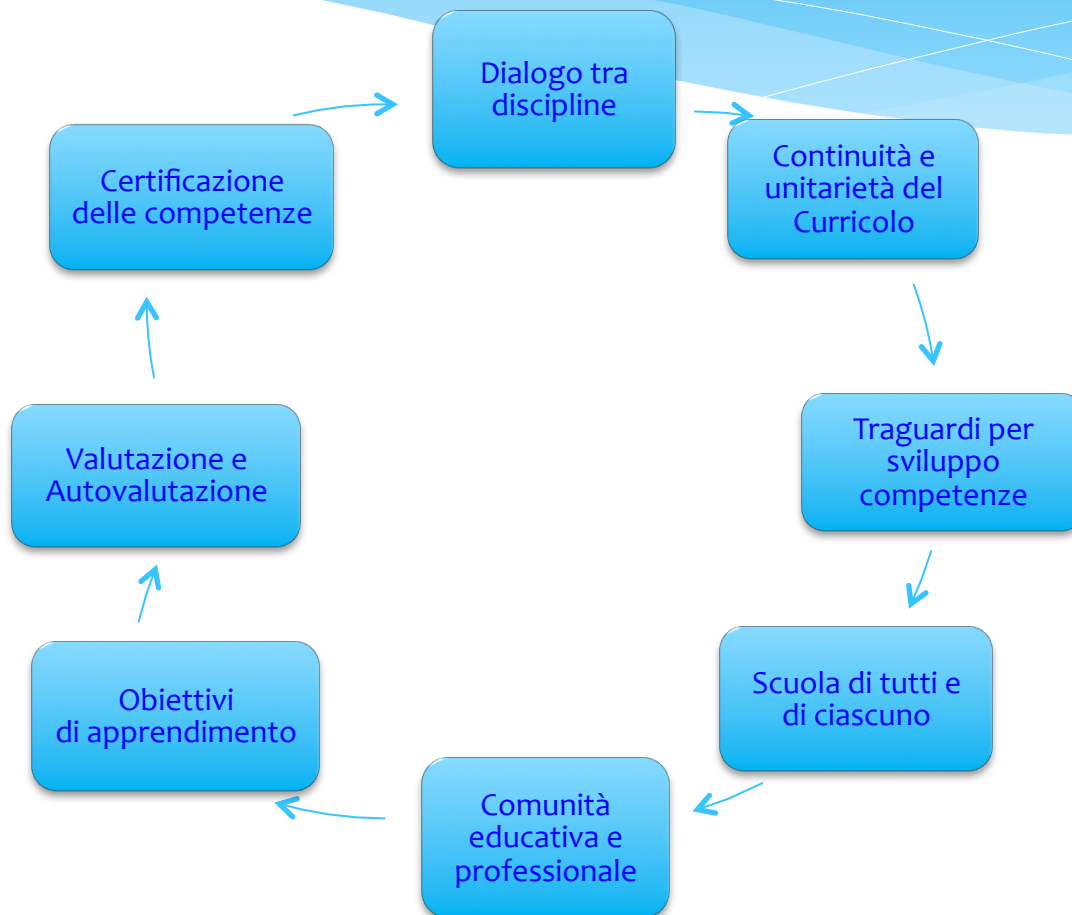 Dialogo tra
discipline
Continuità e
unitarietà del
Curricolo
Traguardi per
sviluppo
competenze
Scuola di tutti e
di ciascuno
Comunità
educativa e
professionale
Obiettivi
di apprendimento
Valutazione e
Autovalutazione
Certificazione
delle competenze